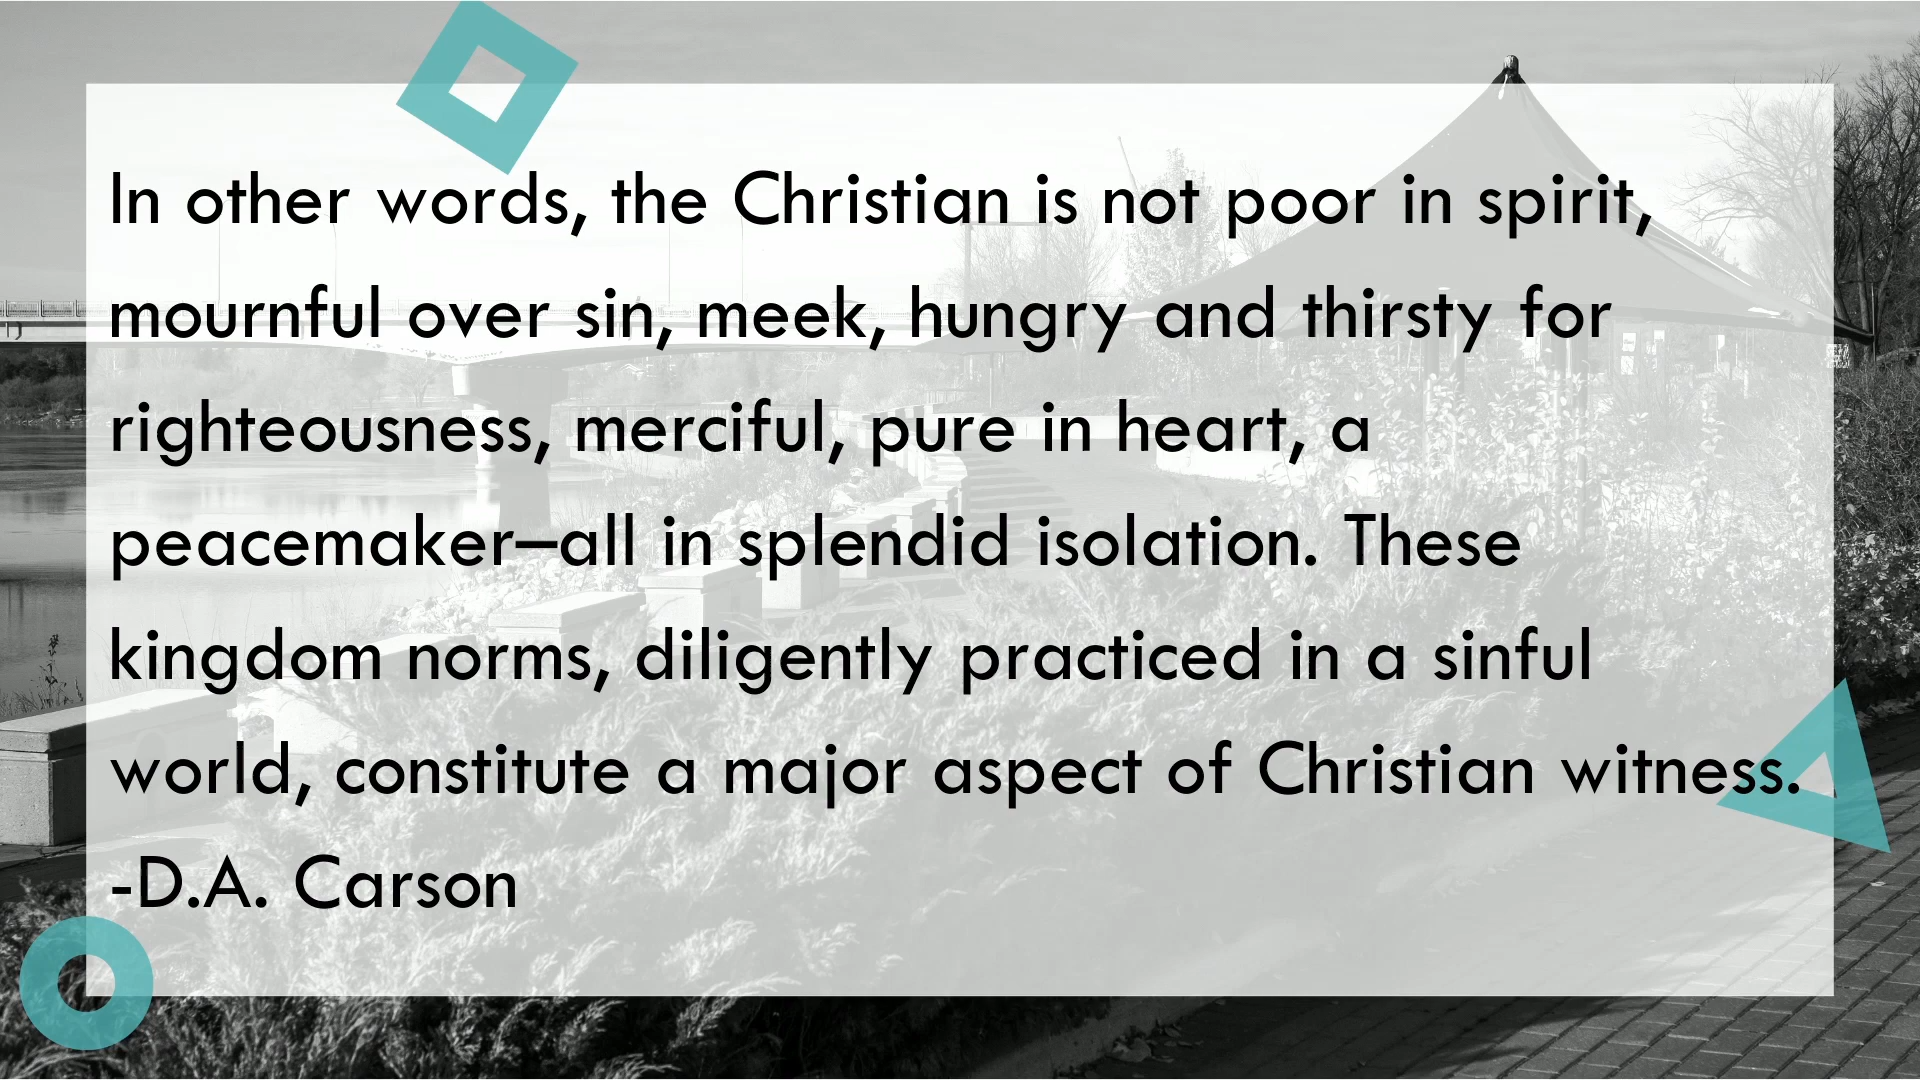 In other words, the Christian is not poor in spirit,
mournful over sin, meek, hungry and thirsty for
righteousness, merciful, pure in heart, a
peacemaker—all in splendid isolation. These
kingdom norms, diligently practiced in a sinful
world, constitute a major aspect of Christian witness.
-D.A. Carson